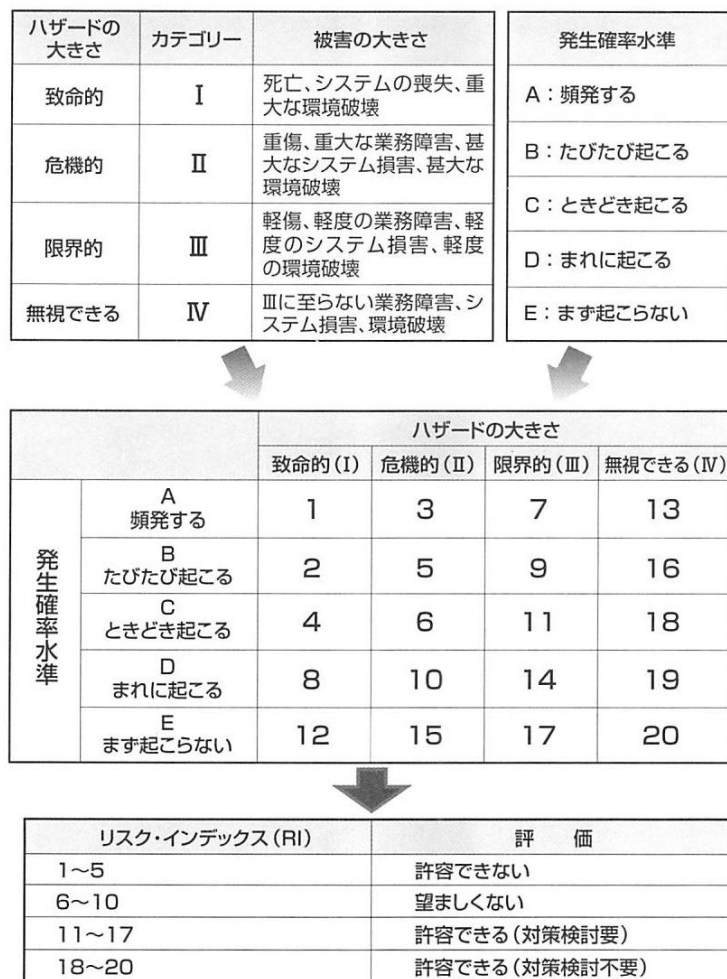 ハザードの
大きさ
カテゴリー
被害の大きさ
致命的
Ⅰ
死亡、システムの喪失、重
大な環境破壊
危機的
Ⅱ
重傷、重大な業務障害、甚
大なシステム損害、甚大な
環境破壊
限界的
Ⅲ
軽傷、軽度の業務障害、軽
度のシステム損害、軽度
の環境破壊
無視できる
Ⅳ
Ⅲに至らない業務障害、シ
ステム損害、環境破壊
発生確率水準
A：頻発する
B：たびたび起こる
C：ときどき起こる
D：まれに起こる
E：まず起こらない
ハザードの大きさ
致命的(Ⅰ) 危機的(Ⅱ) 限界的(Ⅲ) 無視できる(Ⅳ)
発生確率水準
A
頻発する
1 3 7 13
B
たびたび起こる
2 5 9 16
C
ときどき起こる
4 6 11 18
D
まれに起こる
8 10 14 19
E
まず起こらない
12 15 17 20
リスク・インデックス(RI) 評　価
1〜5 許容できない
6〜10 望ましくない
11〜17 許容できる(対策検討要)
18〜20 許容できる(対策検討不要)